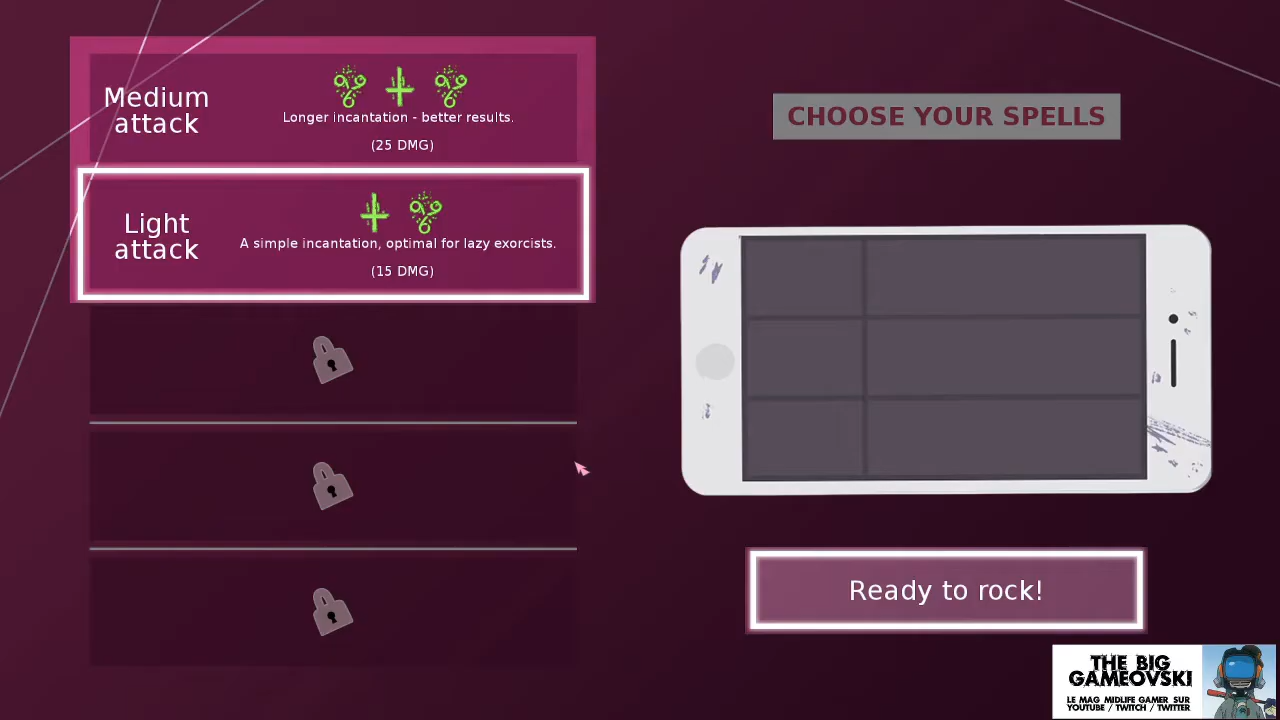 Medium
attack
Longer incantation - better results.
(25 DMG)
Light
attack
A simple incantation, optimal for lazy exorcists.
(15 DMG)
CHOOSE YOUR SPELLS
Ready to rock!
THE BIG
GAMEOVSKI
LE MAG MIDLIFE GAMER SUR
YOUTUBE / TWITCH / TWITTER